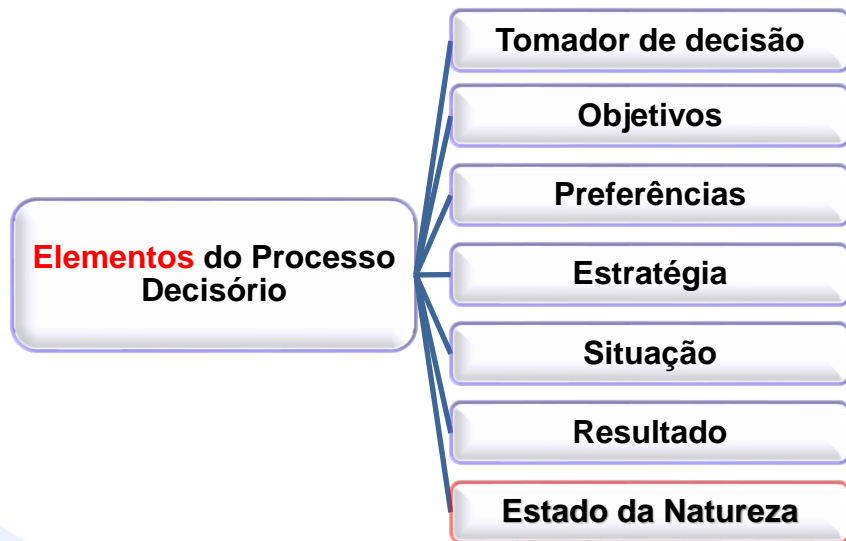 Elementos do Processo
Decisório
Tomador de decisão
Objetivos
Preferências
Estratégia
Situação
Resultado
Estado da Natureza